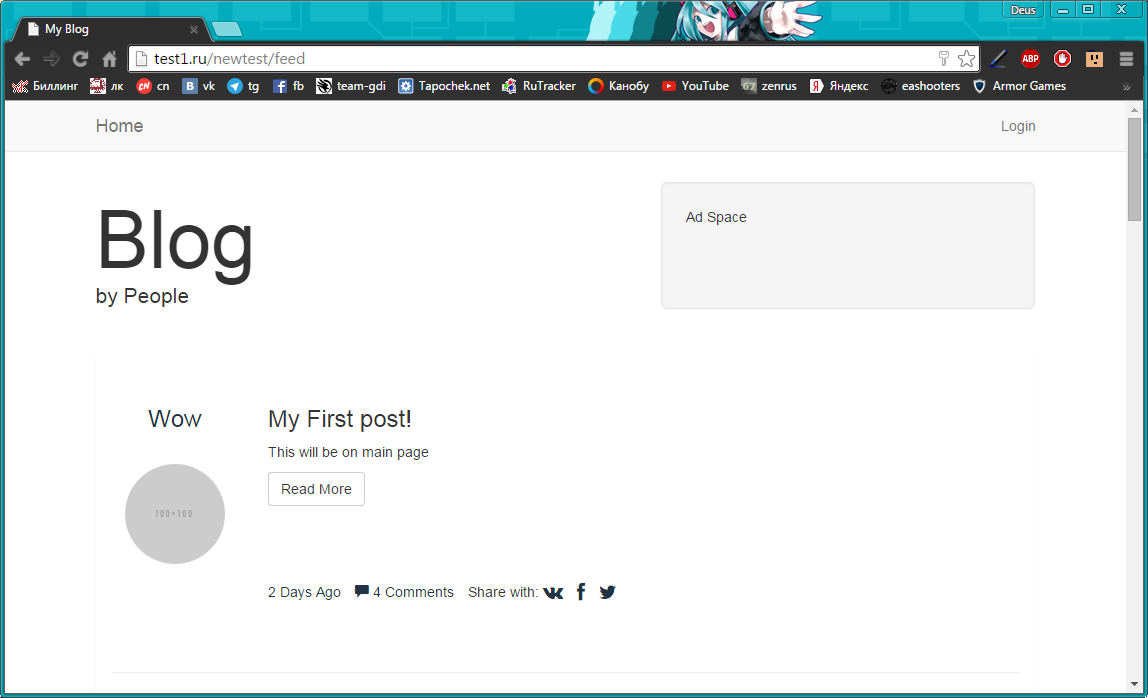 Deus
My Blog
test1.ru/newtest/feed
ABP
Биллинг лк cn vk tg fb team-gdi Tapochek.net RuTracker Канобу YouTube zenrus Яндекс eashooters Armor Games »
Home Login
Blog
by People
Ad Space
Wow
My First post!
This will be on main page
Read More
100×100
2 Days Ago 4 Comments Share with: